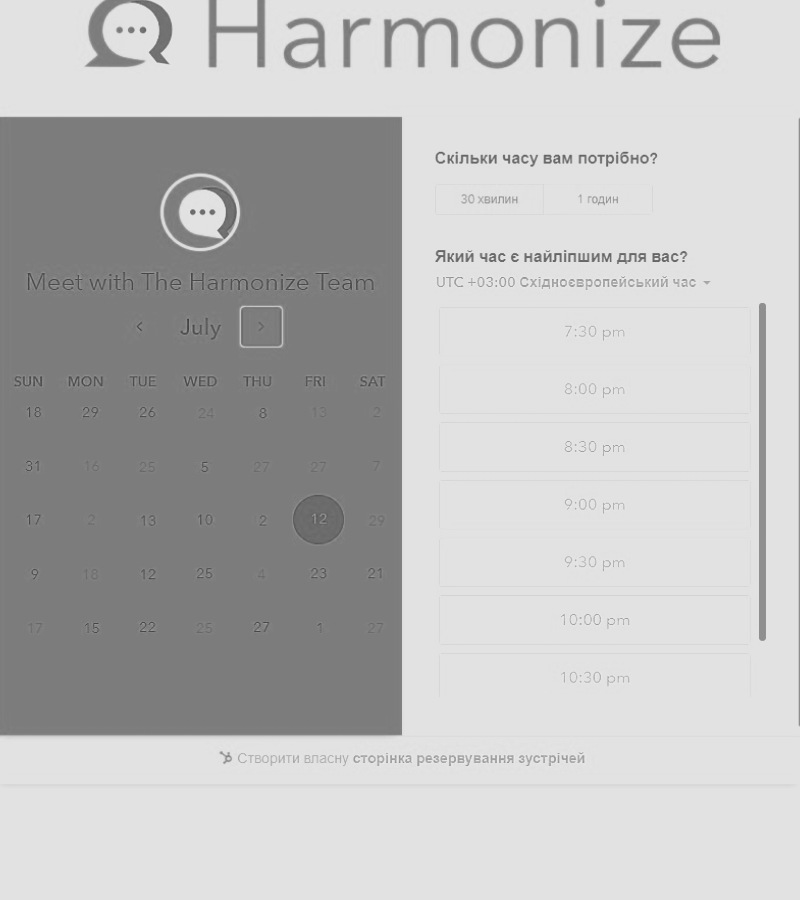 Harmonize
Meet with The Harmonize Team
July
SUN MON TUE WED THU FRI SAT
18 29 26 24 8 13 2
31 16 25 5 27 27 7
17 2 13 10 2 12 29
9 18 12 25 4 23 21
17 15 22 25 27 1 27
Скільки часу вам потрібно?
30 хвилин 1 годин
Який час є найліпшим для вас?
UTC +03:00 Східноєвропейський час
7:30 pm
8:00 pm
8:30 pm
9:00 pm
9:30 pm
10:00 pm
10:30 pm
Створити власну сторінка резервування зустрічей